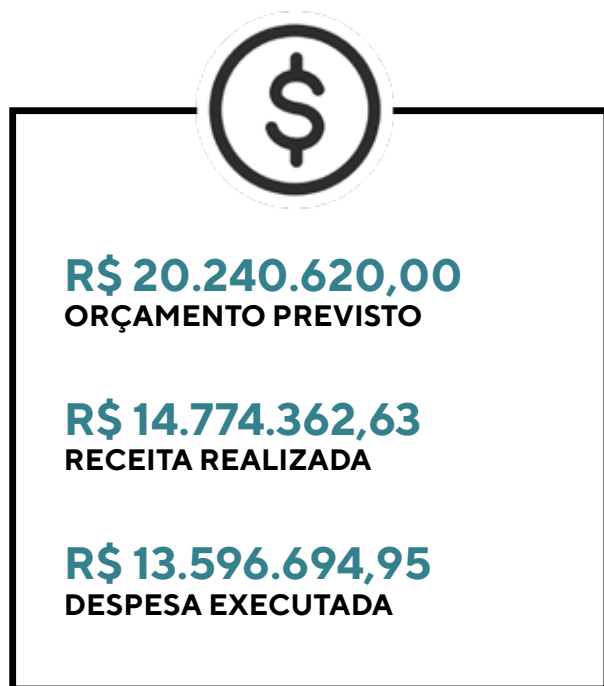 $
R$ 20.240.620,00
ORÇAMENTO PREVISTO
R$ 14.774.362,63
RECEITA REALIZADA
R$ 13.596.694,95
DESPESA EXECUTADA